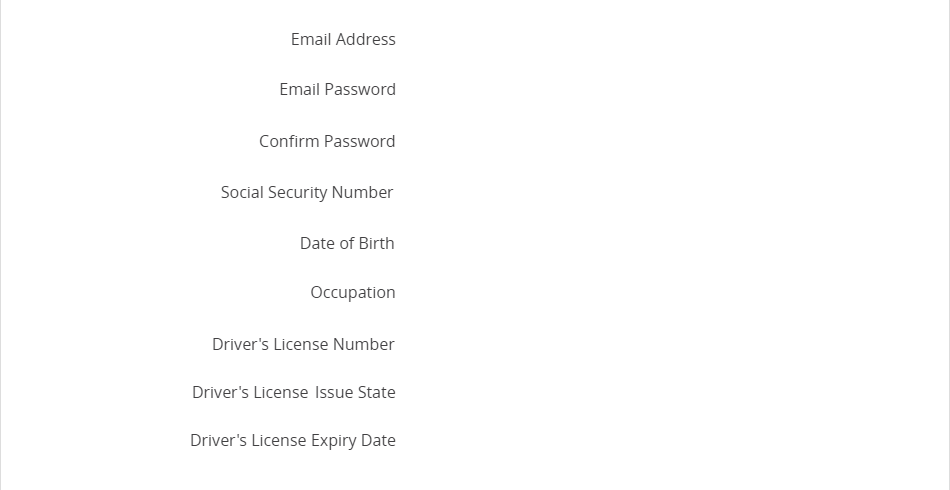 Email Address
Email Password
Confirm Password
Social Security Number
Date of Birth
Occupation
Driver's License Number
Driver's License Issue State
Driver's License Expiry Date